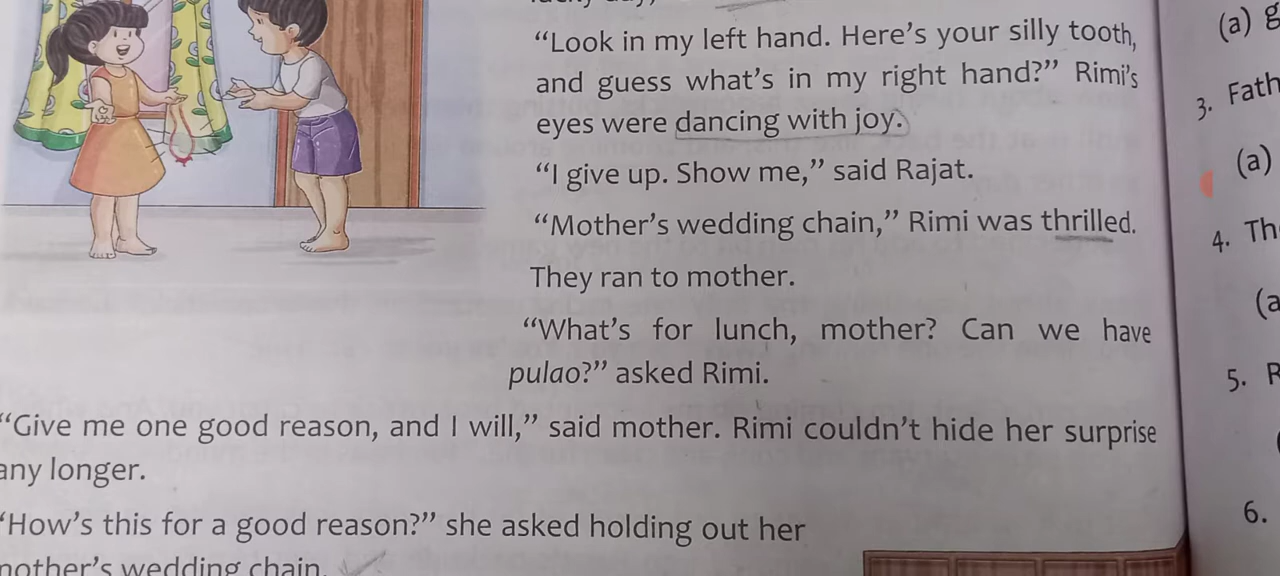 “Look in my left hand. Here’s your silly tooth,
and guess what’s in my right hand?” Rimi’s
eyes were dancing with joy.
“I give up. Show me,” said Rajat.
“Mother’s wedding chain,” Rimi was thrilled.
They ran to mother.
“What’s for lunch, mother? Can we have
pulao?” asked Rimi.
“Give me one good reason, and I will,” said mother. Rimi couldn’t hide her surprise
any longer.
“How’s this for a good reason?” she asked holding out her
mother’s wedding chain.
(a) g
3. Fath
(a)
4. Th
(a
5. R
6.